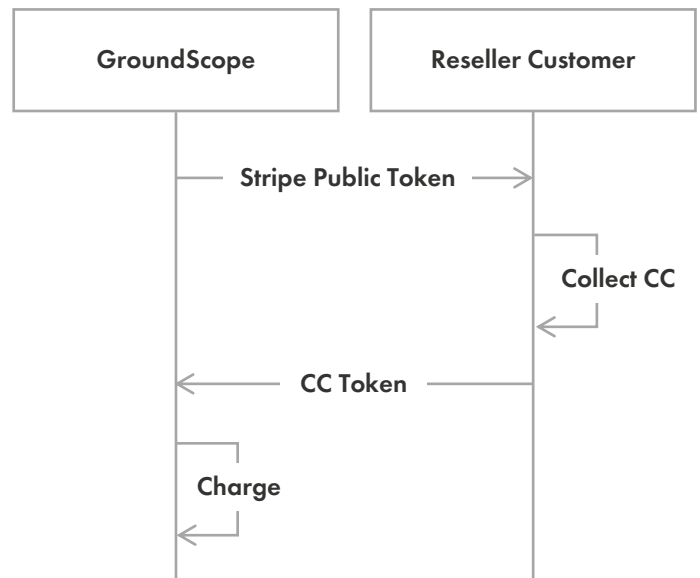 GroundScope
Reseller Customer
Stripe Public Token
Collect CC
CC Token
Charge